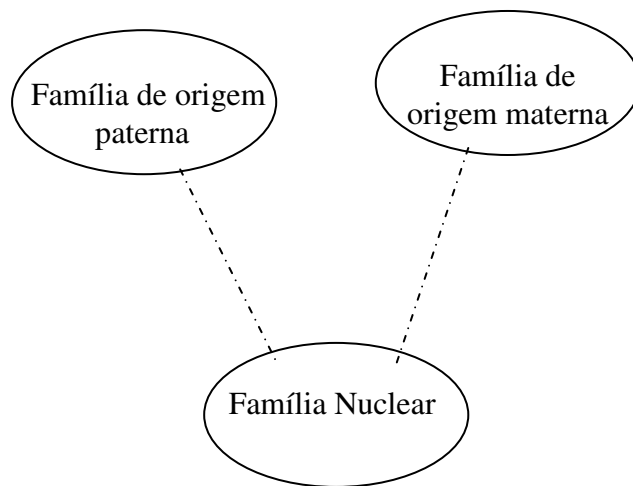 Família de origem
paterna
Família de
origem materna
Família Nuclear